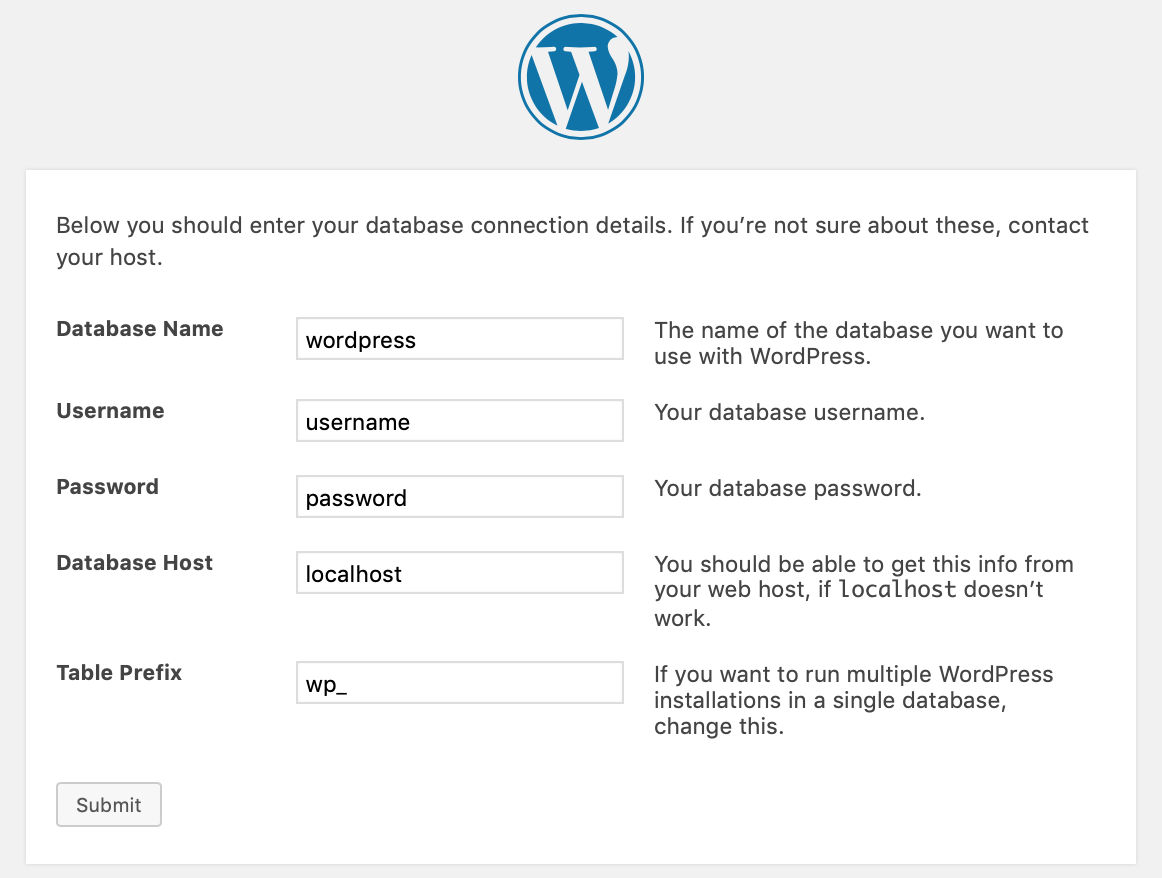 W
Below you should enter your database connection details. If you’re not sure about these, contact
your host.
Database Name
wordpress
The name of the database you want to
use with WordPress.
Username
username
Your database username.
Password
password
Your database password.
Database Host
localhost
You should be able to get this info from
your web host, if localhost doesn’t
work.
Table Prefix
wp_
If you want to run multiple WordPress
installations in a single database,
change this.
Submit